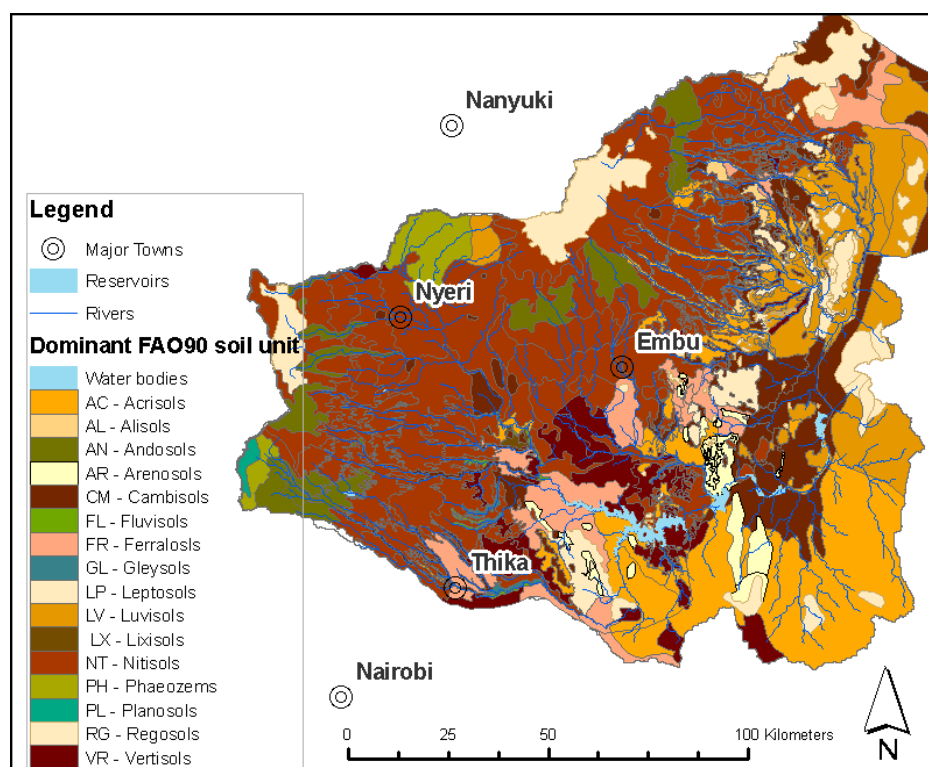 Nanyuki
Legend
Major Towns
Reservoirs
Rivers
Nyeri
Dominant FAO90 soil unit
Embu
Water bodies
AC - Acrisols
AL - Alisols
AN - Andosols
AR - Arenosols
CM - Cambisols
FL - Fluvisols
FR - Ferralosls
GL - Gleysols
Thika
LP - Leptosols
LV - Luvisols
LX - Lixisols
NT - Nitisols
Nairobi
PH - Phaeozems
PL - Planosols
RG - Regosols
0 25 50 100 Kilometers
N
VR - Vertisols